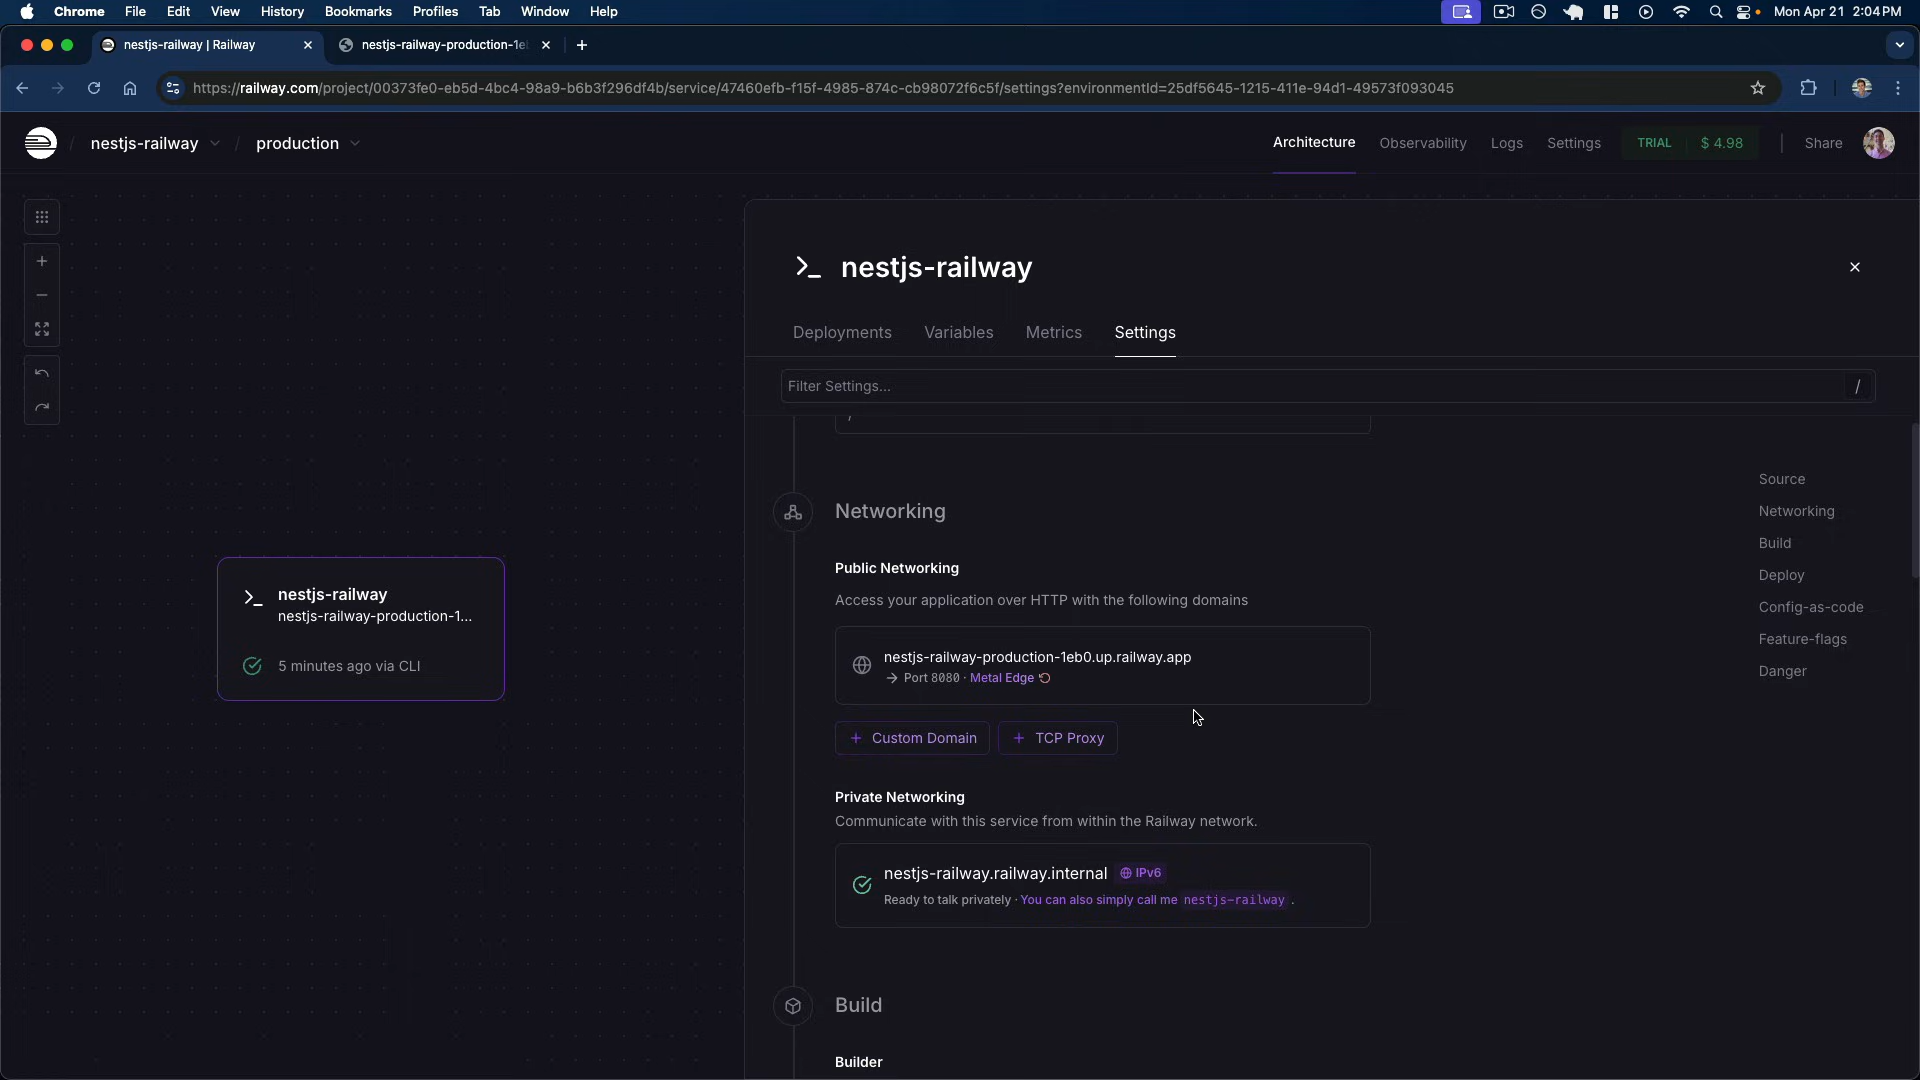 Chrome File Edit View History Bookmarks Profiles Tab Window Help
Mon Apr 21 2:04 PM
nestjs-railway | Railway
nestjs-railway-production-1e
https://railway.com/project/00373fe0-eb5d-4bc4-98a9-b6b3f296df4b/service/47460efb-f15f-4985-874c-cb98072f6c5f/settings?environmentId=25df5645-1215-411e-94d1-49573f093045
nestjs-railway / production
Architecture Observability Logs Settings TRIAL $ 4.98 Share
nestjs-railway
nestjs-railway-production-1...
5 minutes ago via CLI
nestjs-railway
Deployments Variables Metrics Settings
Filter Settings... /
/
Networking
Public Networking
Access your application over HTTP with the following domains
nestjs-railway-production-1eb0.up.railway.app
→ Port 8080 · Metal Edge
+ Custom Domain + TCP Proxy
Private Networking
Communicate with this service from within the Railway network.
nestjs-railway.railway.internal IPv6
Ready to talk privately · You can also simply call me nestjs-railway .
Build
Builder
Source
Networking
Build
Deploy
Config-as-code
Feature-flags
Danger